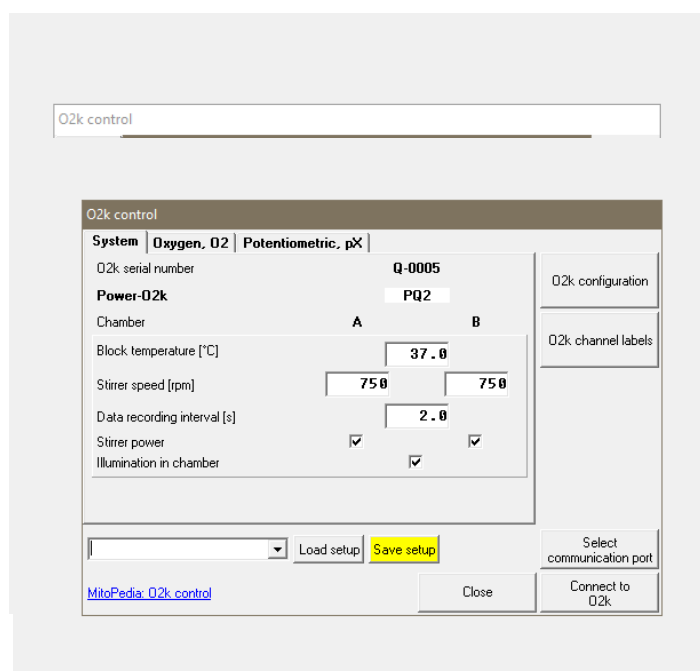 O2k control
O2k control
System Oxygen, O2 Potentiometric, pX
O2k serial number Q-0005
O2k configuration
Power-O2k PQ2
Chamber A B
O2k channel labels
Block temperature [°C] 37.0
Stirrer speed [rpm] 750 750
Data recording interval [s] 2.0
Stirrer power
Illumination in chamber
Load setup Save setup
Select
communication port
MitoPedia: O2k control
Close
Connect to
O2k